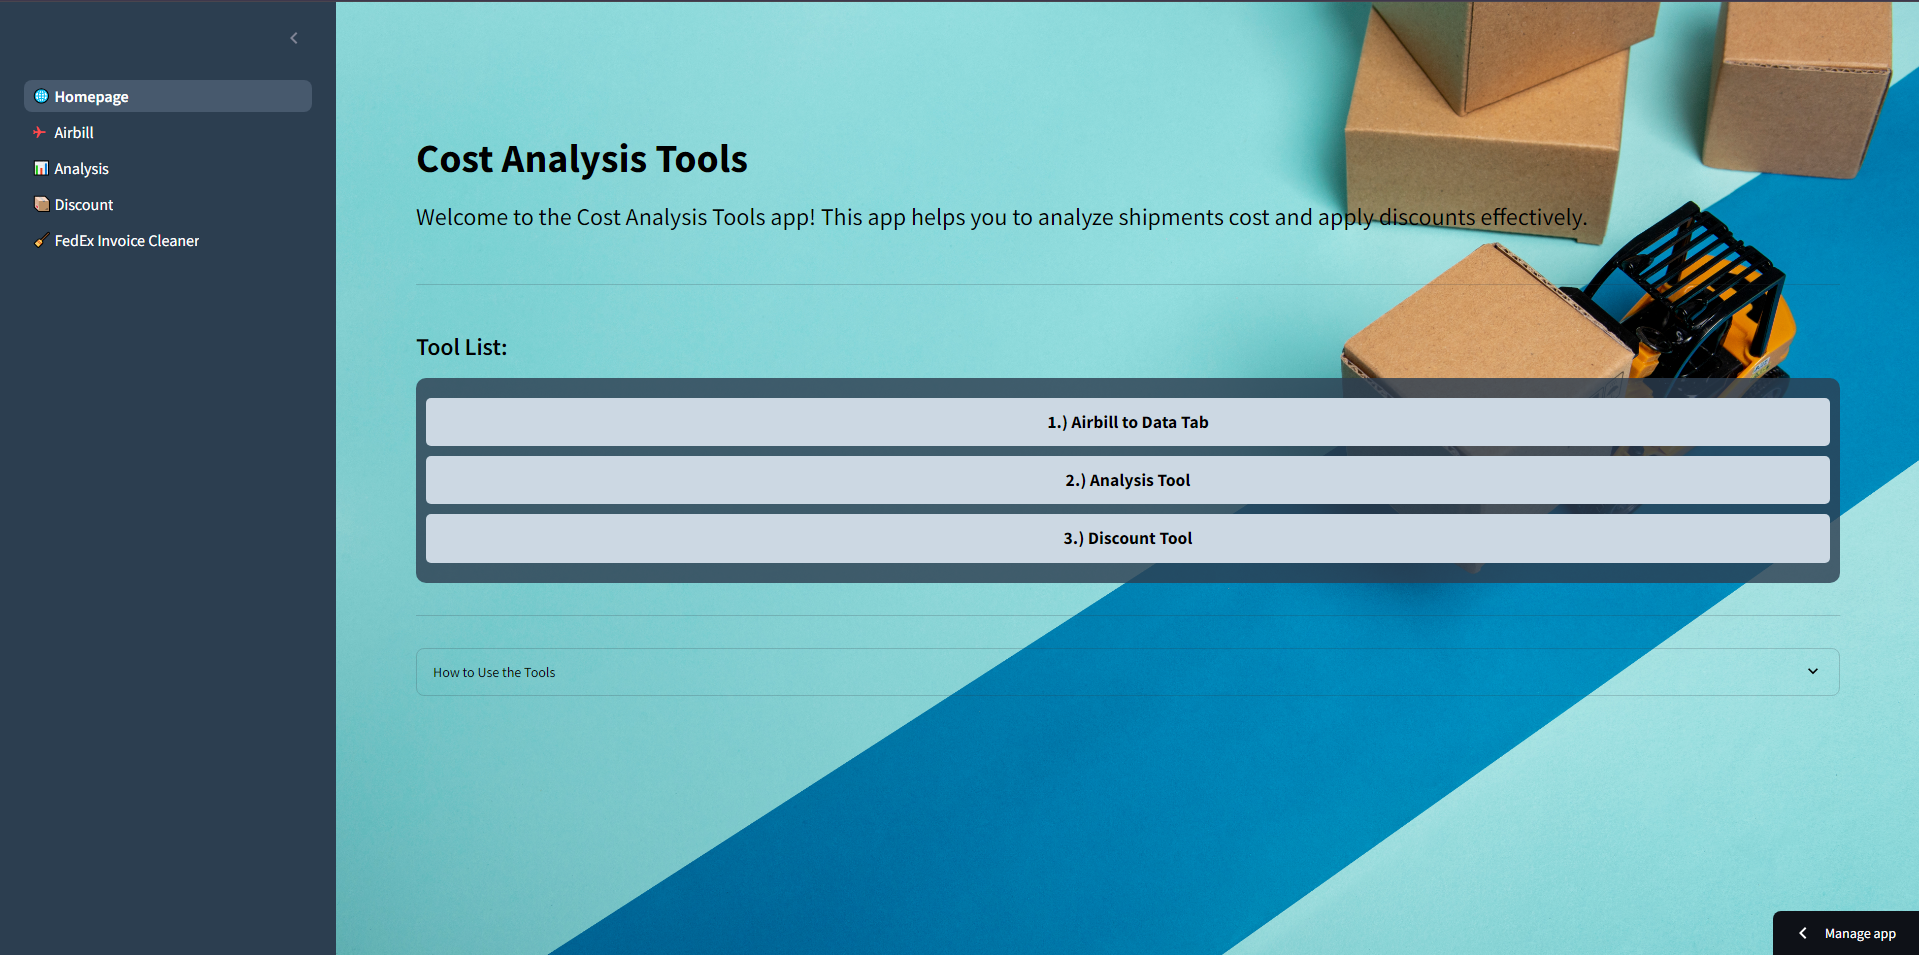 Homepage
Airbill
Analysis
Discount
FedEx Invoice Cleaner
Cost Analysis Tools
Welcome to the Cost Analysis Tools app! This app helps you to analyze shipments cost and apply discounts effectively.
Tool List:
1.) Airbill to Data Tab
2.) Analysis Tool
3.) Discount Tool
How to Use the Tools
Manage app